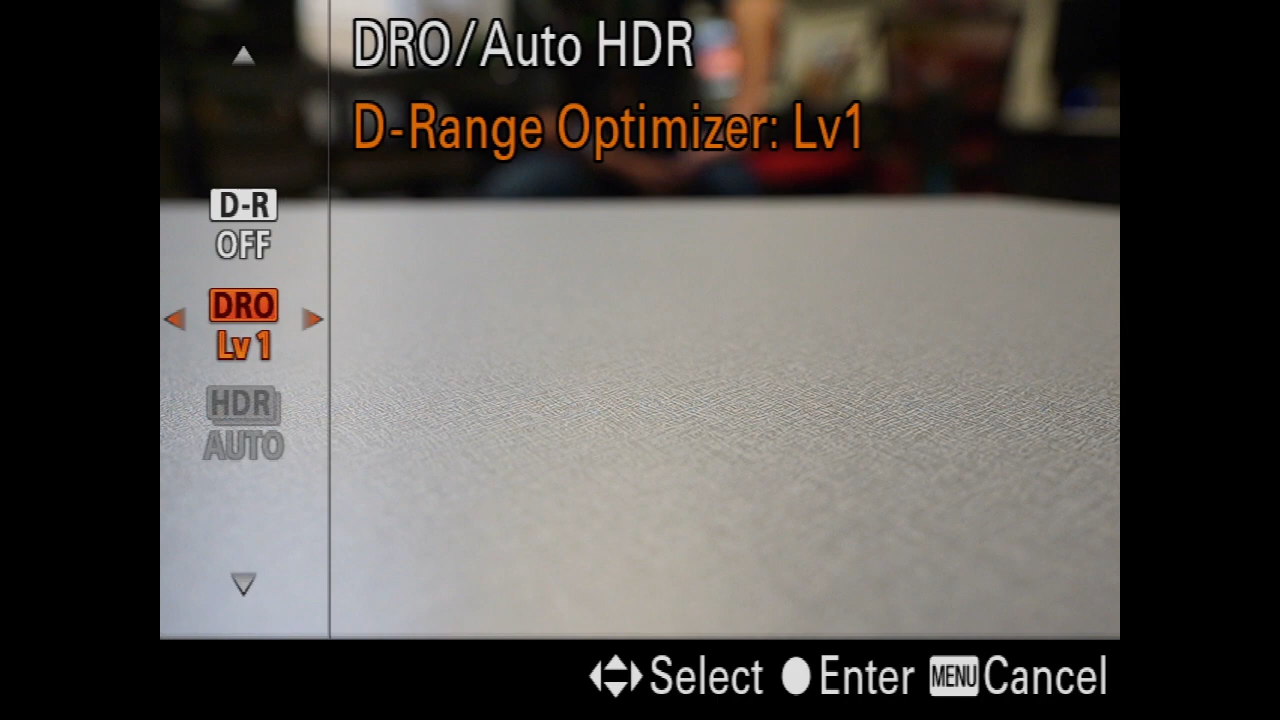 DRO/Auto HDR
D-Range Optimizer: Lv1
D-R
OFF
DRO
Lv 1
HDR
AUTO
Select Enter MENU Cancel